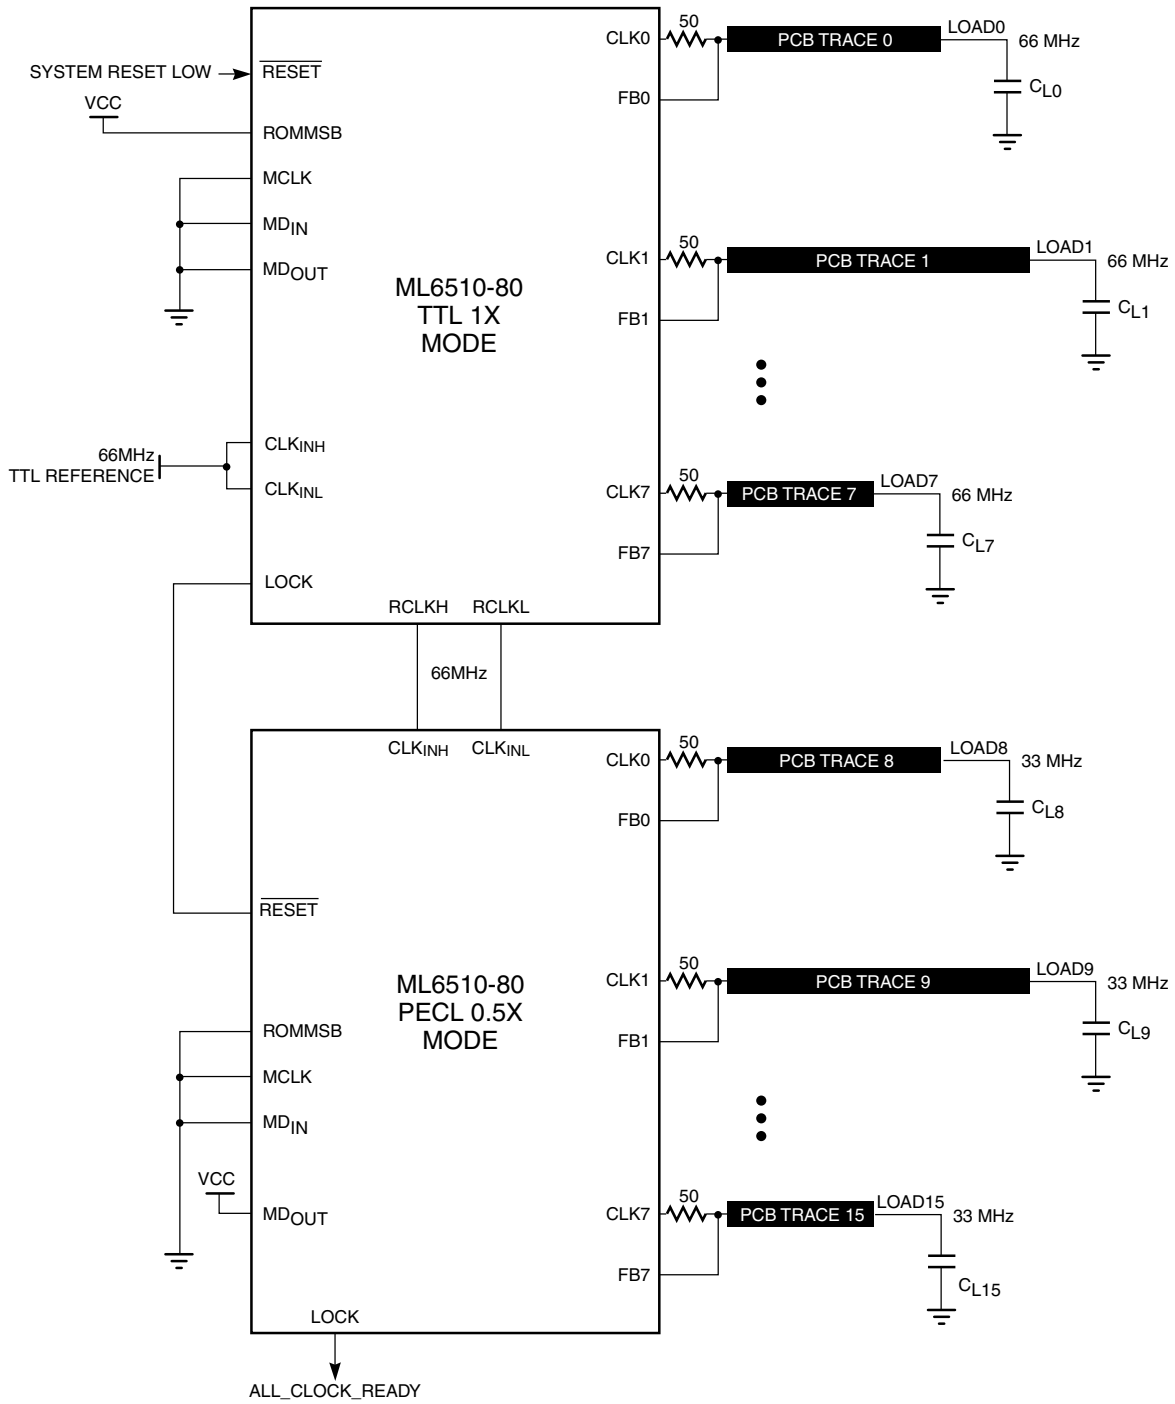 50
CLK0
PCB TRACE 0
LOAD0
66 MHz
SYSTEM RESET LOW
RESET
CL0
VCC
FB0
ROMMSB
MCLK
MDIN
50
CLK1
PCB TRACE 1
LOAD1
66 MHz
MDOUT
ML6510-80
TTL 1X
MODE
FB1
CL1
66MHz
TTL REFERENCE
CLKINH
CLKINL
50
CLK7
PCB TRACE 7
LOAD7
66 MHz
FB7
CL7
LOCK
RCLKH
RCLKL
66MHz
CLKINH
CLKINL
50
CLK0
PCB TRACE 8
LOAD8
33 MHz
FB0
CL8
RESET
ML6510-80
PECL 0.5X
MODE
50
CLK1
PCB TRACE 9
LOAD9
33 MHz
ROMMSB
FB1
CL9
MCLK
MDIN
VCC
MDOUT
50
CLK7
PCB TRACE 15
LOAD15
33 MHz
FB7
CL15
LOCK
ALL_CLOCK_READY